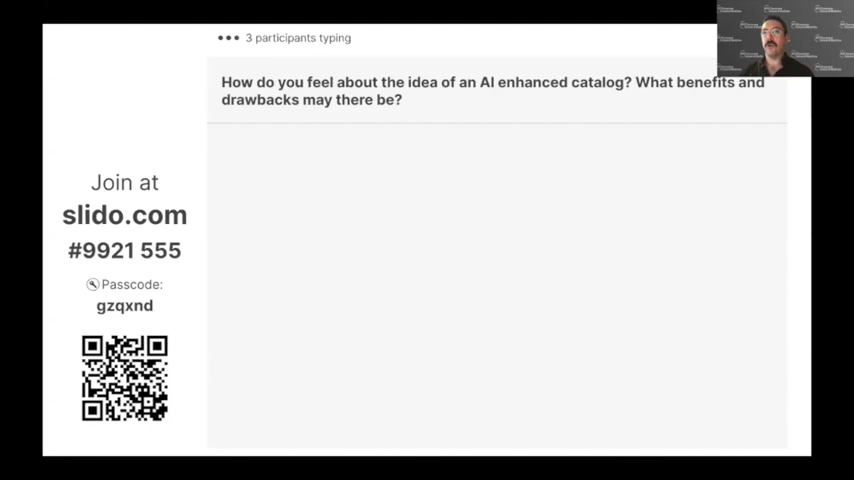 3 participants typing
How do you feel about the idea of an AI enhanced catalog? What benefits and
drawbacks may there be?
Join at
slido.com
#9921 555
Passcode:
gzqxnd